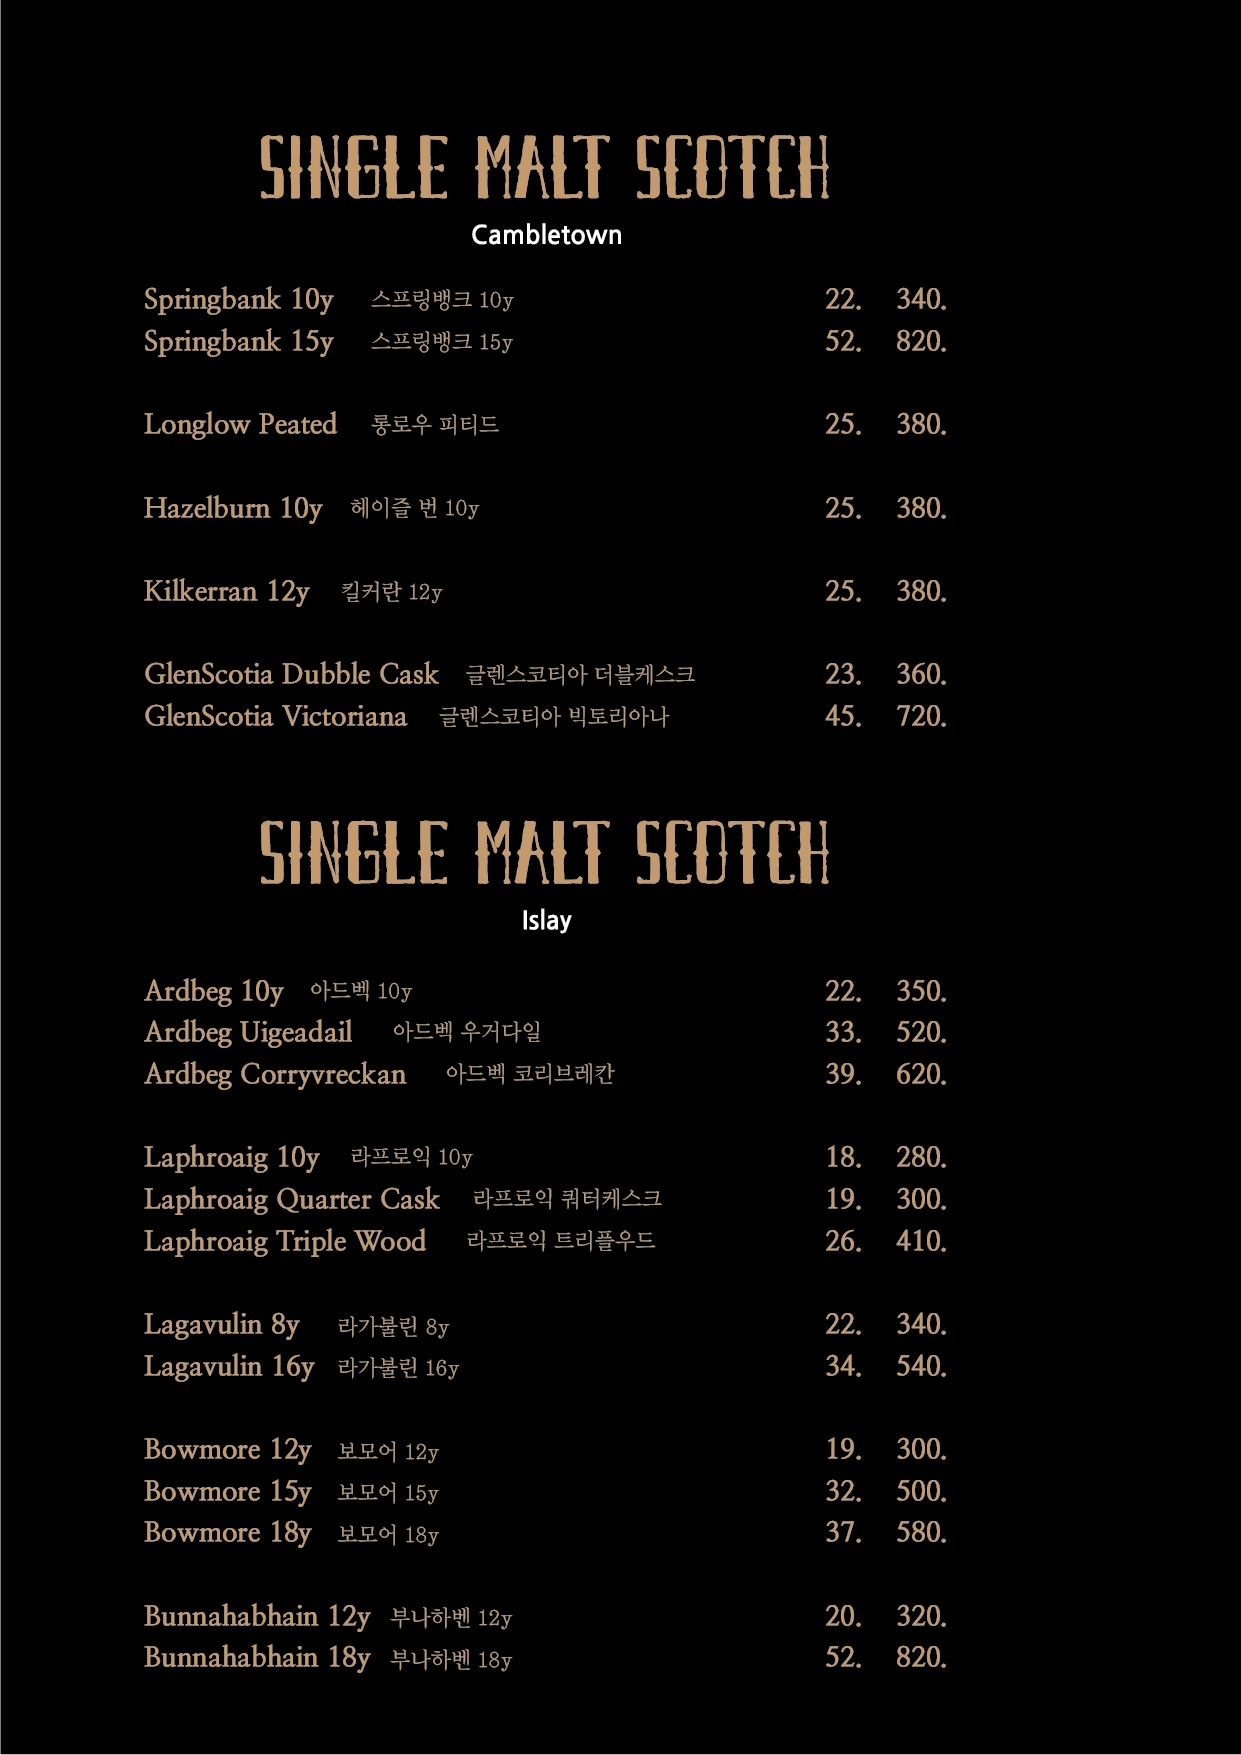 SINGLE MALT SCOTCH
Cambletown
Springbank 10y 스프링뱅크 10y 22. 340.
Springbank 15y 스프링뱅크 15y 52. 820.
Longlow Peated 롱로우 피티드 25. 380.
Hazelburn 10y 헤이즐 번 10y 25. 380.
Kilkerran 12y 킬커란 12y 25. 380.
GlenScotia Dubble Cask 글렌스코티아 더블케스크 23. 360.
GlenScotia Victoriana 글렌스코티아 빅토리아나 45. 720.
SINGLE MALT SCOTCH
Islay
Ardbeg 10y 아드벡 10y 22. 350.
Ardbeg Uigeadail 아드벡 우거다일 33. 520.
Ardbeg Corryvreckan 아드벡 코리브레칸 39. 620.
Laphroaig 10y 라프로익 10y 18. 280.
Laphroaig Quarter Cask 라프로익 쿼터케스크 19. 300.
Laphroaig Triple Wood 라프로익 트리플우드 26. 410.
Lagavulin 8y 라가불린 8y 22. 340.
Lagavulin 16y 라가불린 16y 34. 540.
Bowmore 12y 보모어 12y 19. 300.
Bowmore 15y 보모어 15y 32. 500.
Bowmore 18y 보모어 18y 37. 580.
Bunnahabhain 12y 부나하벤 12y 20. 320.
Bunnahabhain 18y 부나하벤 18y 52. 820.